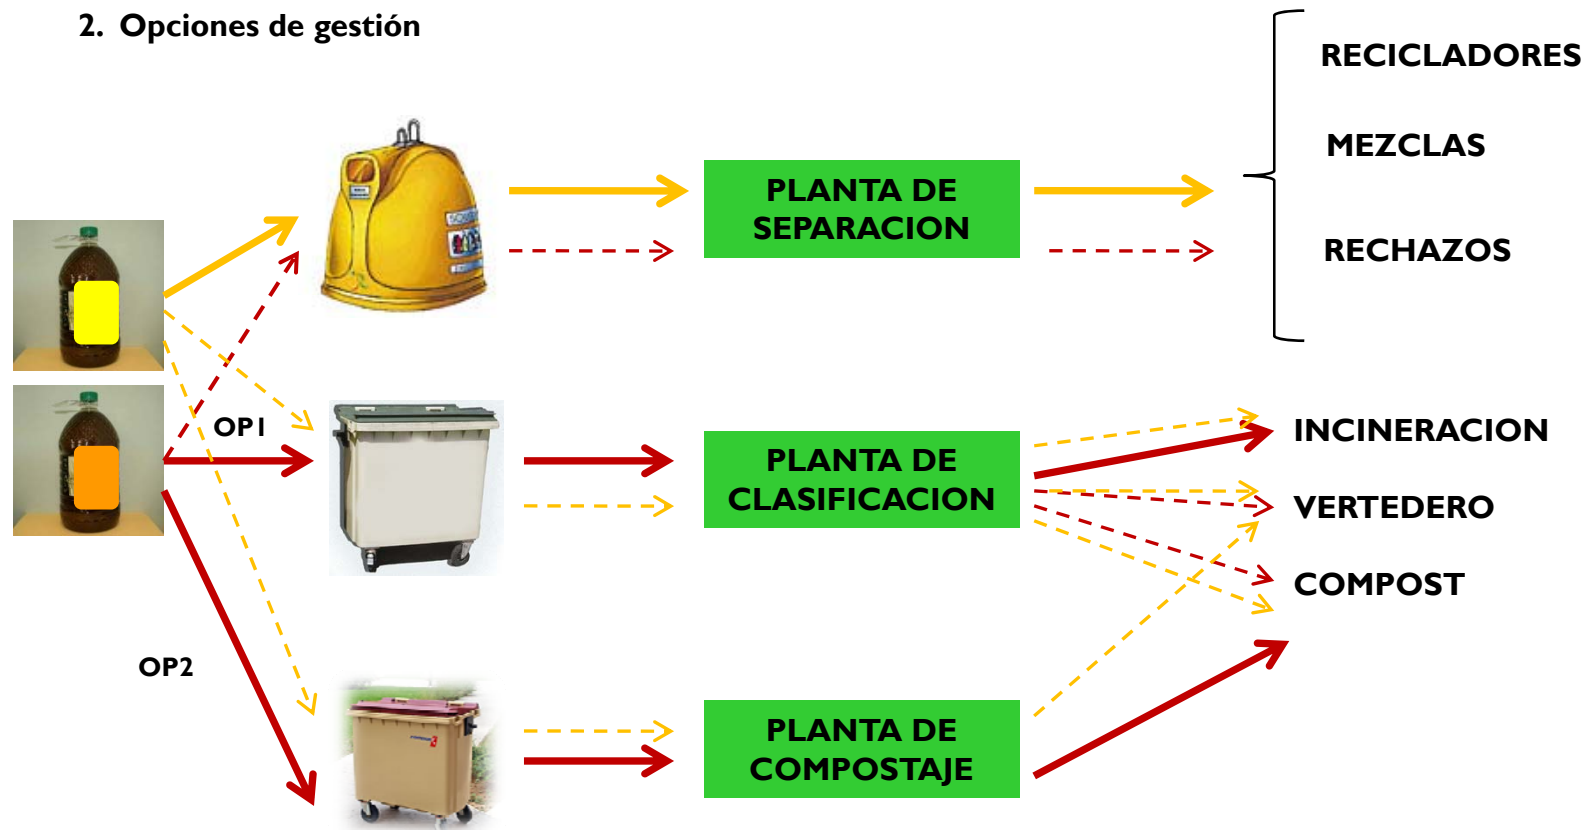 2. Opciones de gestión
RECICLADORES
MEZCLAS
PLANTA DE
SEPARACION
RECHAZOS
OP1
INCINERACION
PLANTA DE
CLASIFICACION
VERTEDERO
COMPOST
OP2
PLANTA DE
COMPOSTAJE